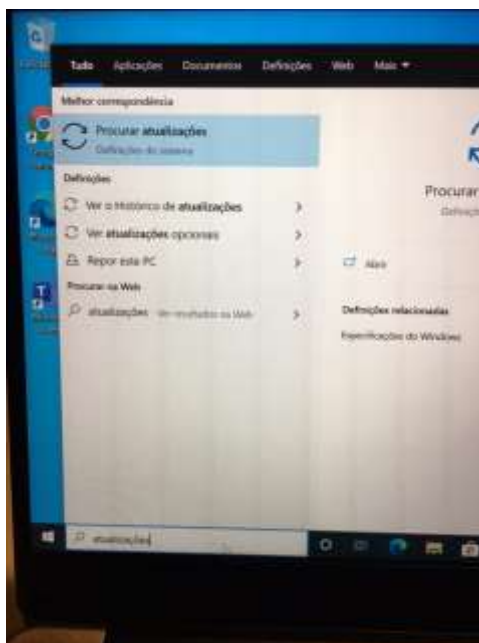 Tudo Aplicações Documentos Definições Web Mais
Melhor correspondência
Procurar atualizações
Definições do sistema
Definições
Ver o Histórico de atualizações
Ver atualizações opcionais
Repor este PC
Procurar na Web
atualizações - Ver resultados na Web
Procurar
Abrir
Definições relacionadas
Especificações do Windows
atualizações